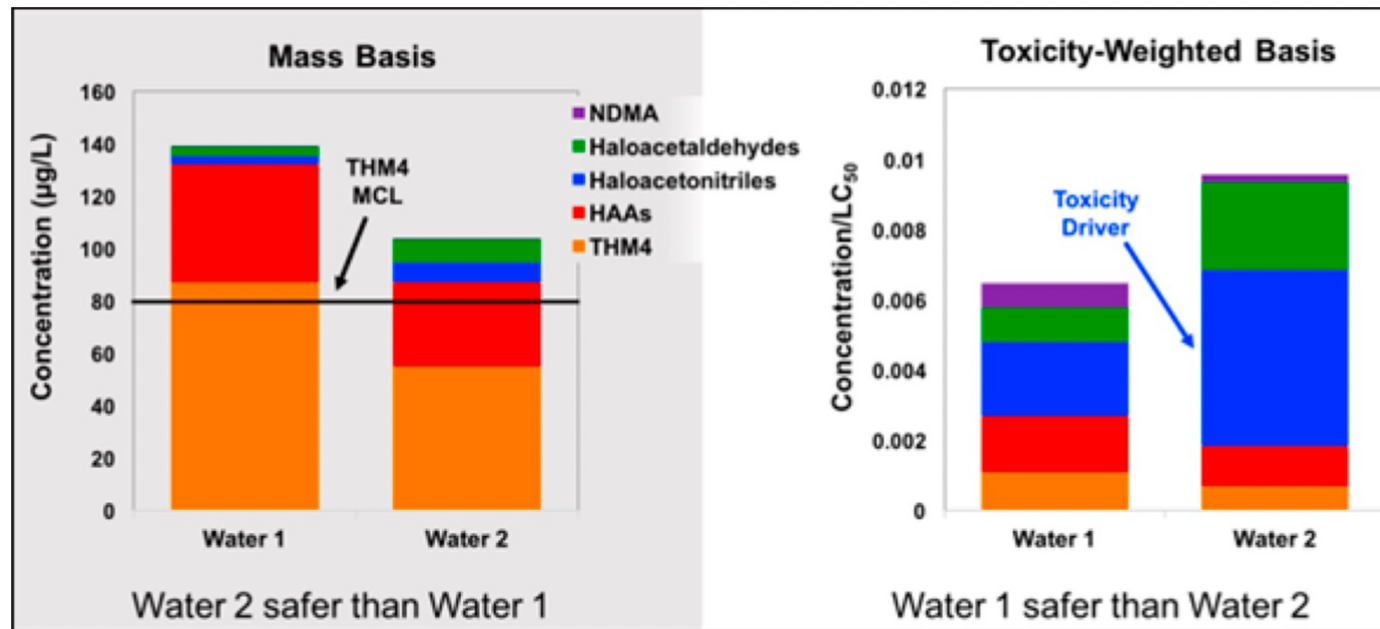 Mass Basis
Concentration (µg/L)
160
140
120
100
80
60
40
20
0
THM4
MCL
Water 1
Water 2
NDMA
Haloacetaldehydes
Haloacetonitriles
HAAs
THM4
Water 2 safer than Water 1
Toxicity-Weighted Basis
Concentration/LC₅₀
0.012
0.01
0.008
0.006
0.004
0.002
0
Toxicity
Driver
Water 1
Water 2
Water 1 safer than Water 2